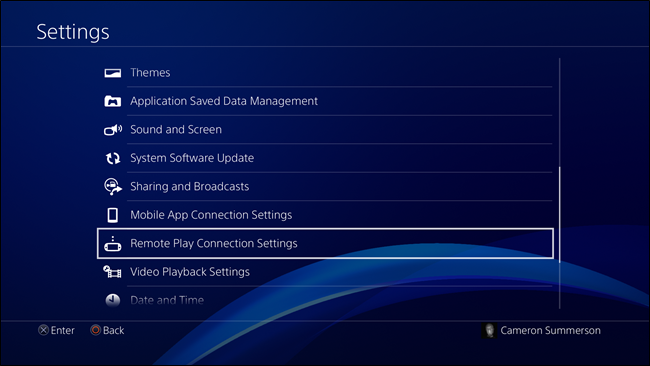 Settings
Themes
Application Saved Data Management
Sound and Screen
System Software Update
Sharing and Broadcasts
Mobile App Connection Settings
Remote Play Connection Settings
Video Playback Settings
Date and Time
Enter Back Cameron Summerson